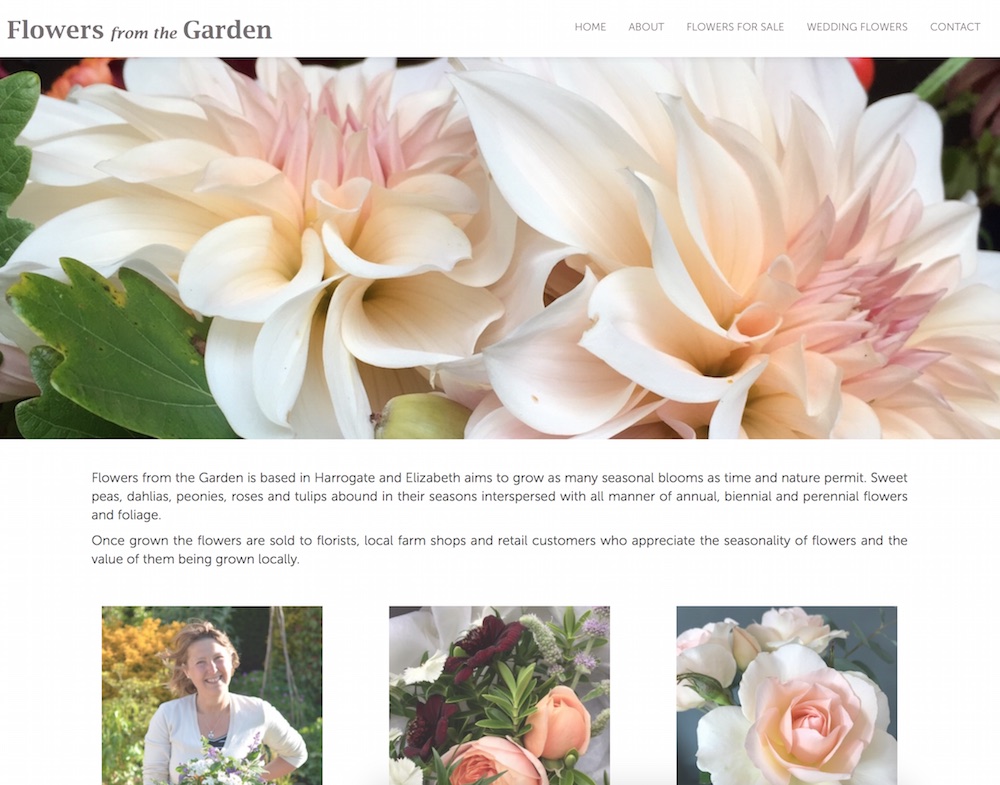 Flowers from the Garden
HOME ABOUT FLOWERS FOR SALE WEDDING FLOWERS CONTACT
Flowers from the Garden is based in Harrogate and Elizabeth aims to grow as many seasonal blooms as time and nature permit. Sweet
peas, dahlias, peonies, roses and tulips abound in their seasons interspersed with all manner of annual, biennial and perennial flowers
and foliage.
Once grown the flowers are sold to florists, local farm shops and retail customers who appreciate the seasonality of flowers and the
value of them being grown locally.